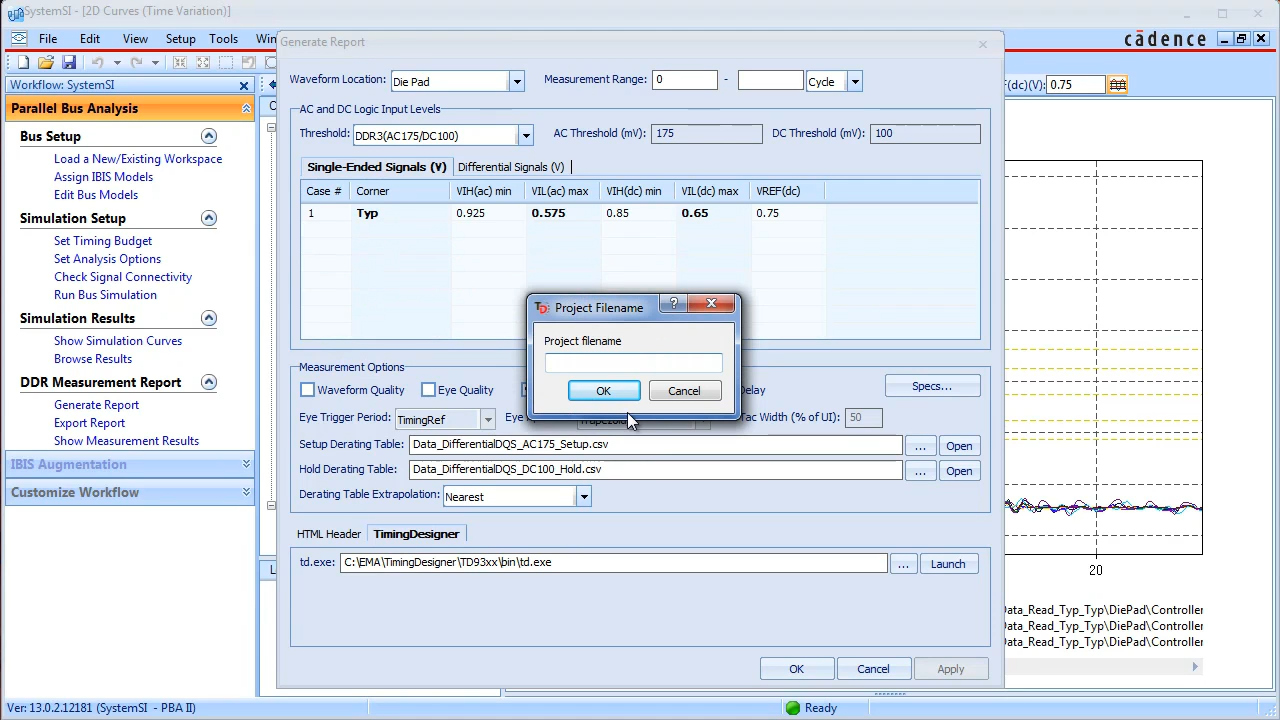 SystemSI - [2D Curves (Time Variation)]
File Edit View Setup Tools Win
cādence
Workflow: SystemSI
Parallel Bus Analysis
Bus Setup
Load a New/Existing Workspace
Assign IBIS Models
Edit Bus Models
Simulation Setup
Set Timing Budget
Set Analysis Options
Check Signal Connectivity
Run Bus Simulation
Simulation Results
Show Simulation Curves
Browse Results
DDR Measurement Report
Generate Report
Export Report
Show Measurement Results
IBIS Augmentation
Customize Workflow
Generate Report
Waveform Location: Die Pad Measurement Range: 0 - Cycle
AC and DC Logic Input Levels
Threshold: DDR3(AC175/DC100) AC Threshold (mV): 175 DC Threshold (mV): 100
Single-Ended Signals (V) Differential Signals (V)
Case # Corner VIH(ac) min VIL(ac) max VIH(dc) min VIL(dc) max VREF(dc)
1 Typ 0.925 0.575 0.85 0.65 0.75
Project Filename
Project filename
OK Cancel
Measurement Options
Waveform Quality Eye Quality Delay Specs...
Eye Trigger Period: TimingRef Eye Tac Width (% of UI): 50
Setup Derating Table: Data_DifferentialDQS_AC175_Setup.csv ... Open
Hold Derating Table: Data_DifferentialDQS_DC100_Hold.csv ... Open
Derating Table Extrapolation: Nearest
HTML Header TimingDesigner
td.exe: C:\EMA\TimingDesigner\TD93xx\bin\td.exe ... Launch
OK Cancel Apply
(dc)(V): 0.75
20
Data_Read_Typ_Typ\DiePad\Controller
Data_Read_Typ_Typ\DiePad\Controller
Data_Read_Typ_Typ\DiePad\Controller
Ver: 13.0.2.12181 (SystemSI - PBA II) Ready